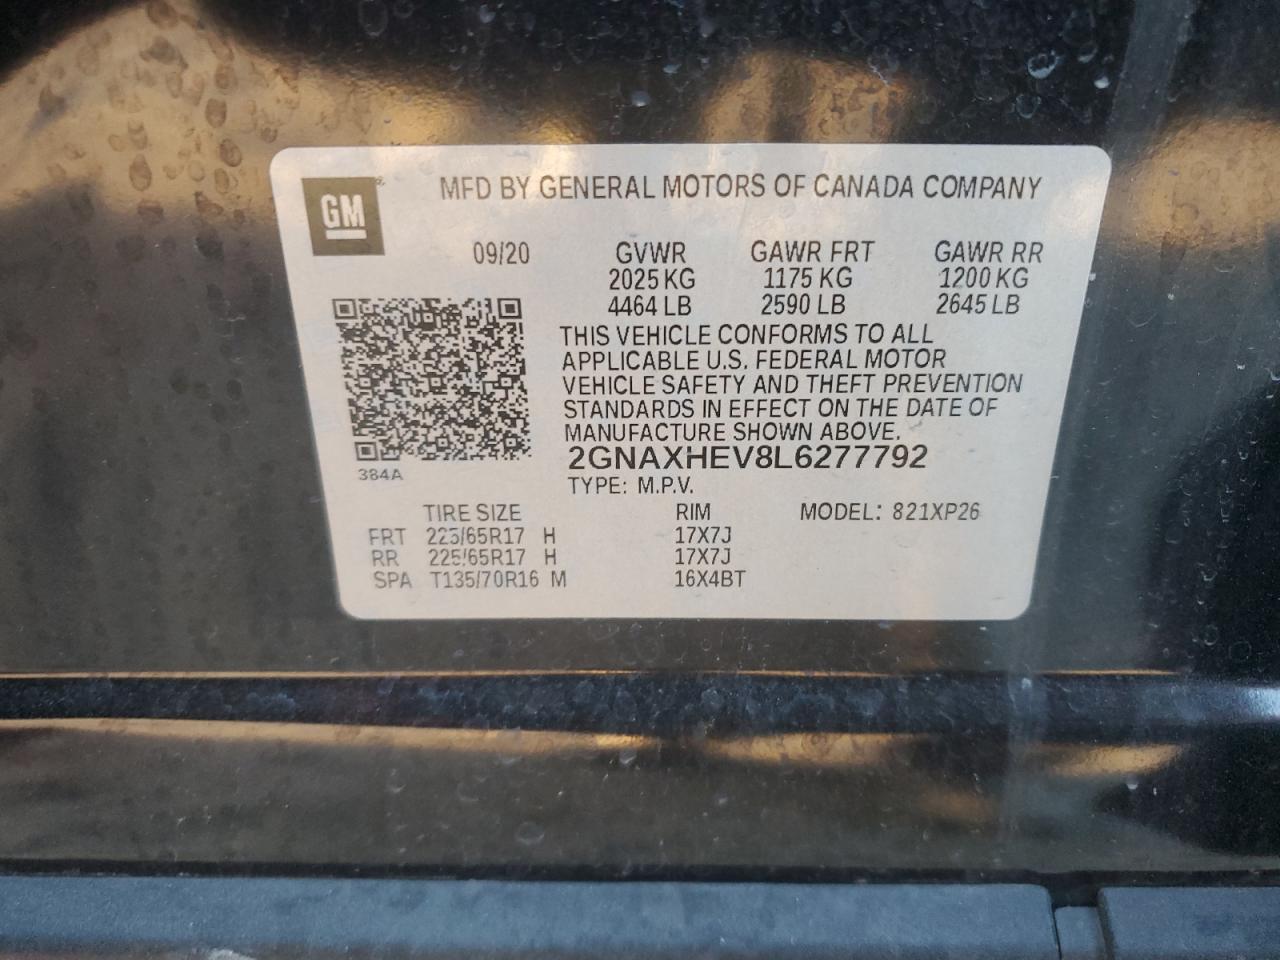 GM
MFD BY GENERAL MOTORS OF CANADA COMPANY
09/20 GVWR GAWR FRT GAWR RR
2025 KG 1175 KG 1200 KG
4464 LB 2590 LB 2645 LB
THIS VEHICLE CONFORMS TO ALL
APPLICABLE U.S. FEDERAL MOTOR
VEHICLE SAFETY AND THEFT PREVENTION
STANDARDS IN EFFECT ON THE DATE OF
MANUFACTURE SHOWN ABOVE.
384A
2GNAXHEV8L6277792
TYPE: M.P.V.
TIRE SIZE RIM MODEL: 821XP26
FRT 225/65R17 H 17X7J
RR 225/65R17 H 17X7J
SPA T135/70R16 M 16X4BT